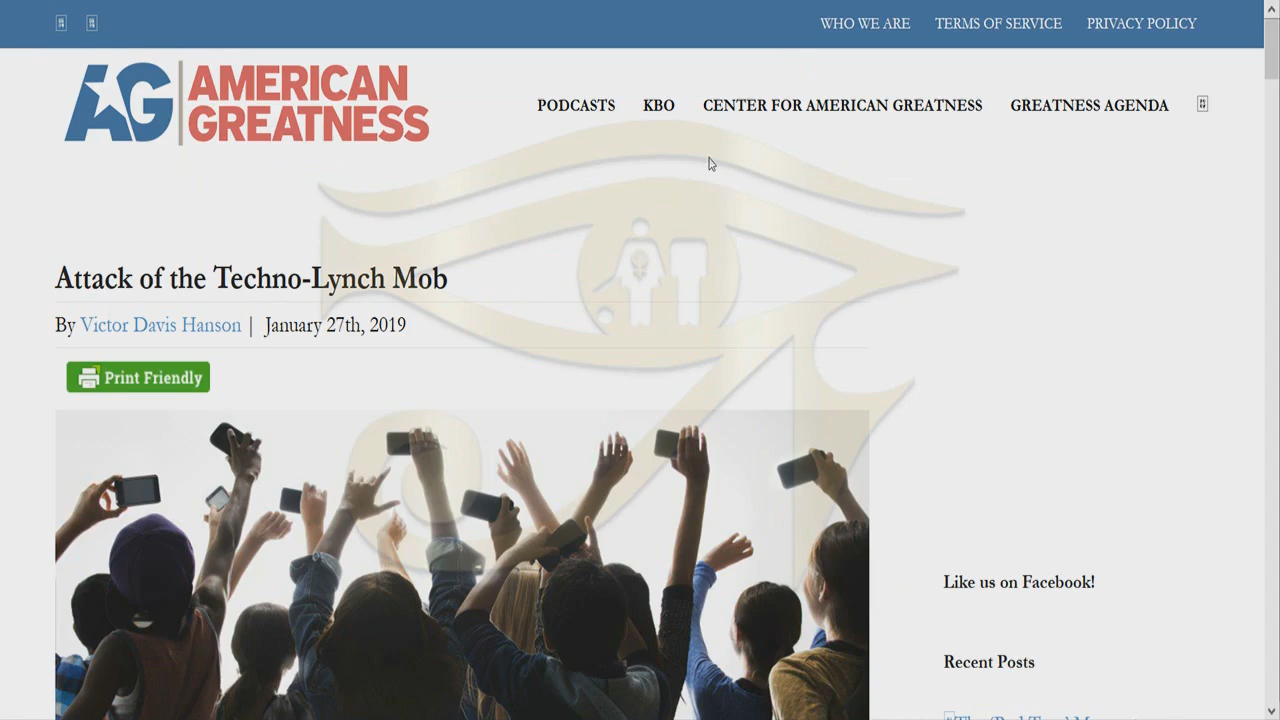 WHO WE ARE TERMS OF SERVICE PRIVACY POLICY
AMERICAN
GREATNESS
AG
PODCASTS KBO CENTER FOR AMERICAN GREATNESS GREATNESS AGENDA
Attack of the Techno-Lynch Mob
By Victor Davis Hanson | January 27th, 2019
Print Friendly
Like us on Facebook!
Recent Posts